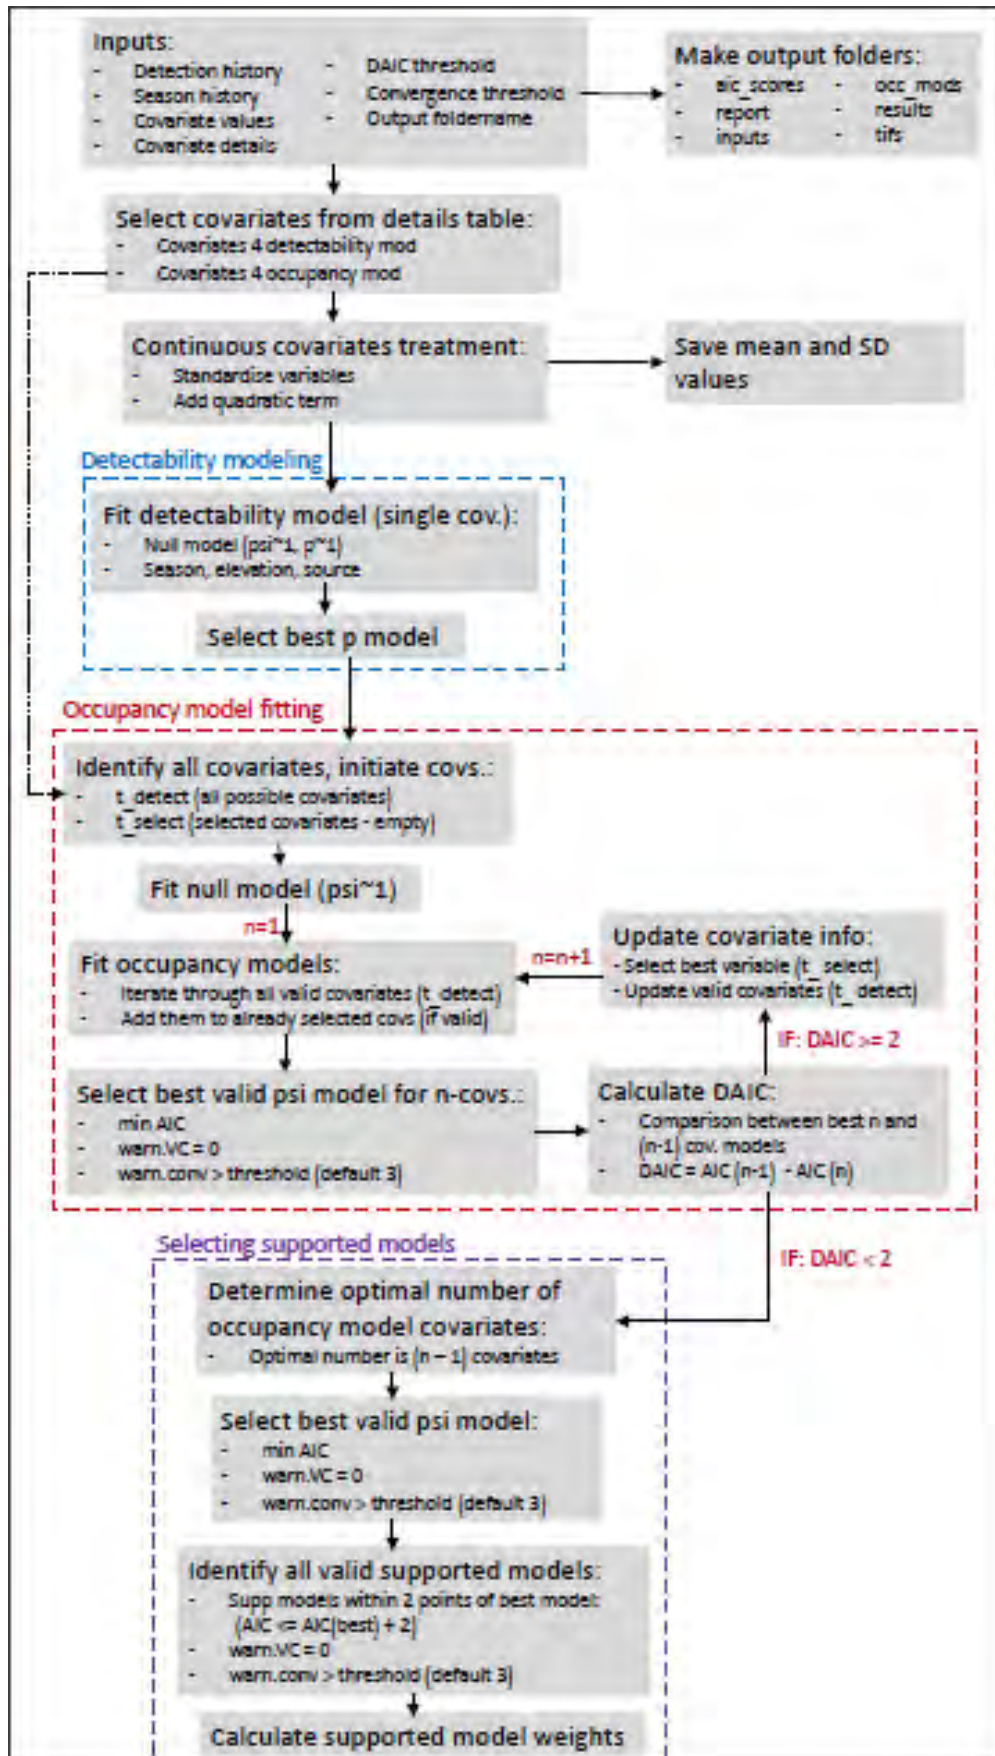 Inputs:
- Detection history
- Season history
- Covariate values
- Covariate details
- DAIC threshold
- Convergence threshold
- Output foldername
Make output folders:
- aic_scores
- report
- inputs
- occ_mods
- results
- tifs
Select covariates from details table:
- Covariates 4 detectability mod
- Covariates 4 occupancy mod
Continuous covariates treatment:
- Standardise variables
- Add quadratic term
Save mean and SD
values
Detectability modeling
Fit detectability model (single cov.):
- Null model (psi~1, p~1)
- Season, elevation, source
Select best p model
Occupancy model fitting
Identify all covariates, initiate covs.:
- t_detect (all possible covariates)
- t_select (selected covariates - empty)
Fit null model (psi~1)
n=1
Fit occupancy models:
- Iterate through all valid covariates (t_detect)
- Add them to already selected covs (if valid)
n=n+1
Update covariate info:
- Select best variable (t_ select)
- Update valid covariates (t_ detect)
IF: DAIC >= 2
Select best valid psi model for n-covs.:
- min AIC
- warn.VC = 0
- warn.conv > threshold (default 3)
Calculate DAIC:
- Comparison between best n and
(n-1) cov. models
- DAIC = AIC (n-1) - AIC (n)
IF: DAIC < 2
Selecting supported models
Determine optimal number of
occupancy model covariates:
- Optimal number is (n – 1) covariates
Select best valid psi model:
- min AIC
- warn.VC = 0
- warn.conv > threshold (default 3)
Identify all valid supported models:
- Supp models within 2 points of best model:
(AIC <= AIC(best) + 2)
- warn.VC = 0
- warn.conv > threshold (default 3)
Calculate supported model weights